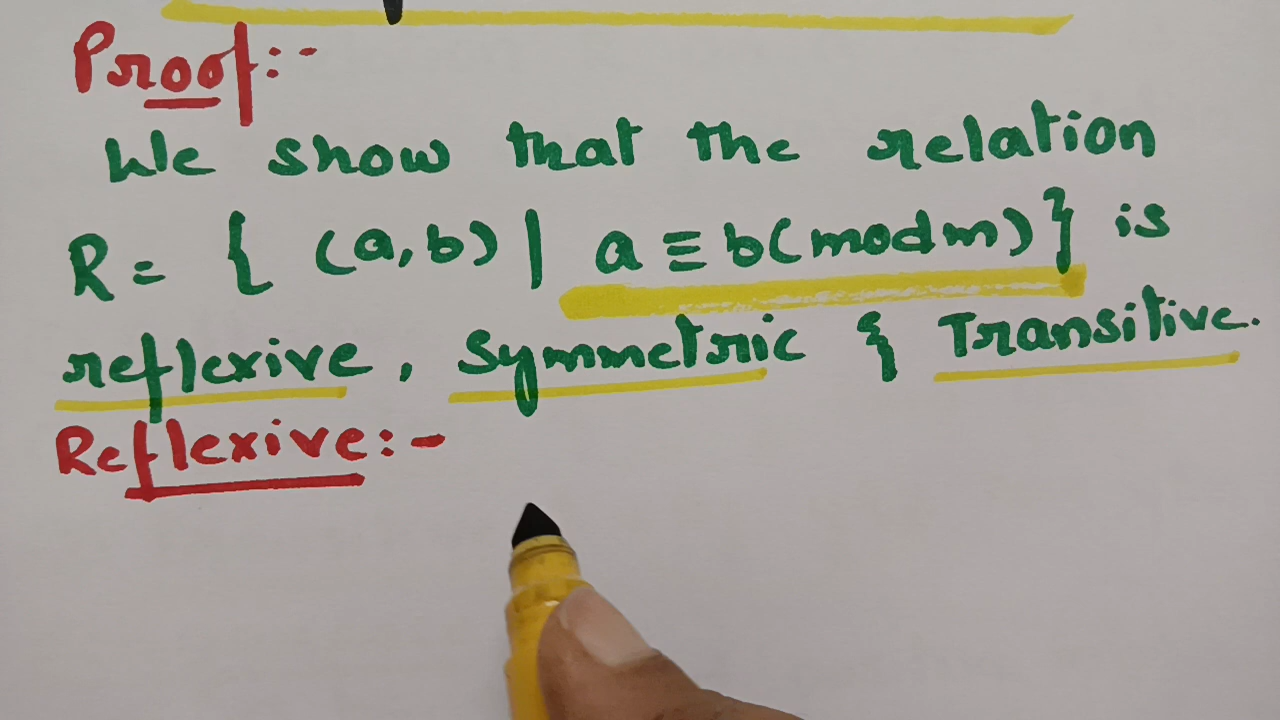 Proof:-
We show that the relation
R = { (a,b) | a ≡ b(mod m)} is
reflexive, Symmetric & Transitive.
Reflexive:-